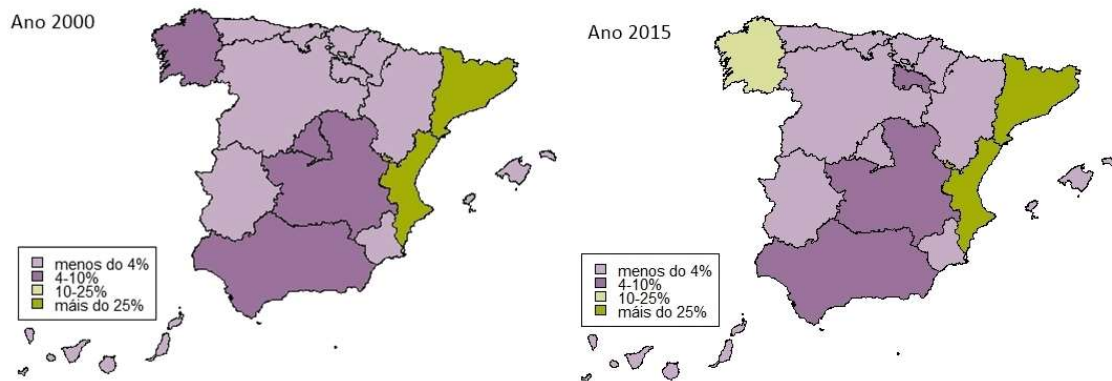 Ano 2000
menos do 4%
4-10%
10-25%
máis do 25%
Ano 2015
menos do 4%
4-10%
10-25%
máis do 25%